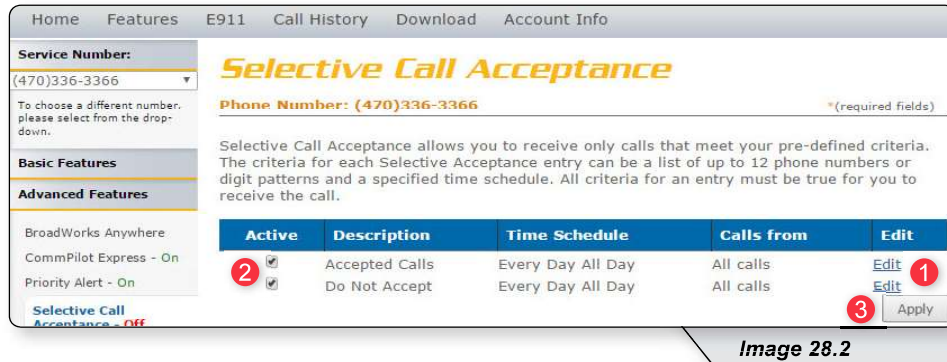 Home Features E911 Call History Download Account Info
Service Number:
(470)336-3366
To choose a different number, please select from the drop-down.
Basic Features
Advanced Features
BroadWorks Anywhere
CommPilot Express - On
Priority Alert - On
Selective Call
Acceptance - Off
Selective Call Acceptance
Phone Number: (470)336-3366 *(required fields)
Selective Call Acceptance allows you to receive only calls that meet your pre-defined criteria.
The criteria for each Selective Acceptance entry can be a list of up to 12 phone numbers or
digit patterns and a specified time schedule. All criteria for an entry must be true for you to
receive the call.
Active Description Time Schedule Calls from Edit
2 Accepted Calls Every Day All Day All calls Edit 1
Do Not Accept Every Day All Day All calls Edit
3 Apply
Image 28.2